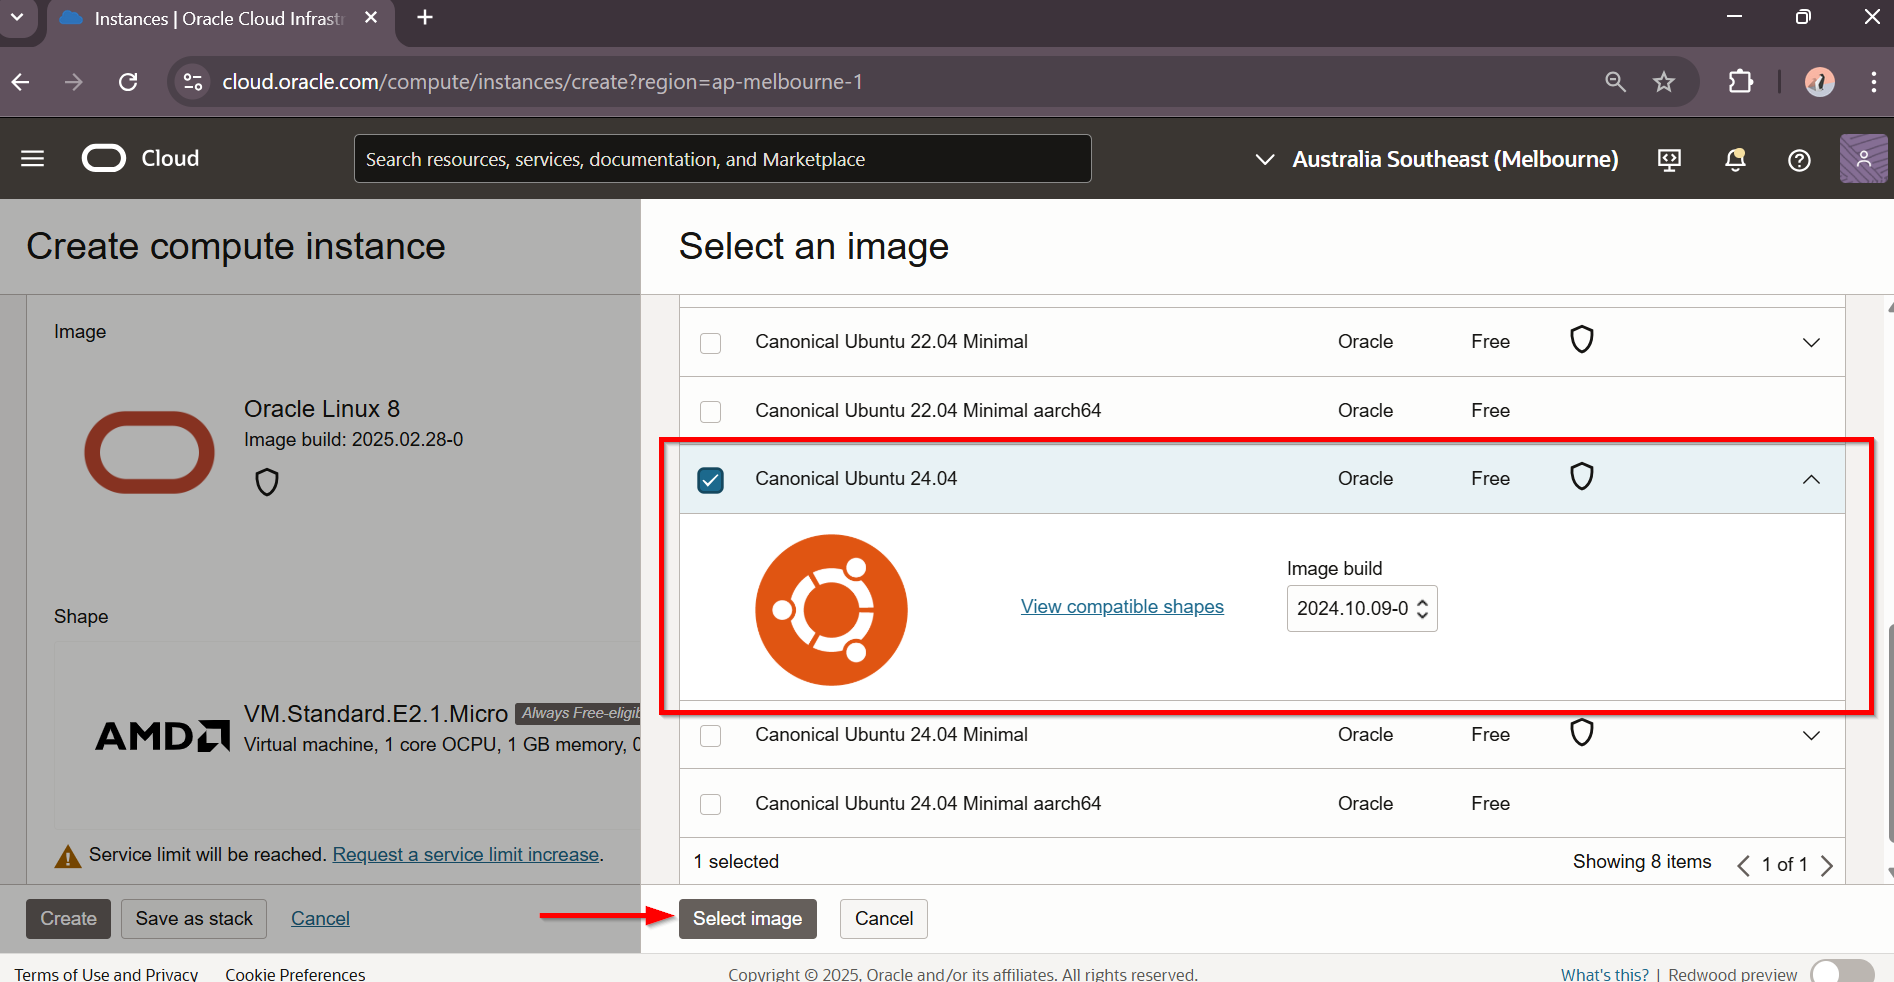 Instances | Oracle Cloud Infrastr
cloud.oracle.com/compute/instances/create?region=ap-melbourne-1
Cloud
Search resources, services, documentation, and Marketplace
Australia Southeast (Melbourne)
Create compute instance
Image
Oracle Linux 8
Image build: 2025.02.28-0
Shape
AMD
VM.Standard.E2.1.Micro Always Free-eligib
Virtual machine, 1 core OCPU, 1 GB memory, 0
Service limit will be reached. Request a service limit increase.
Create Save as stack Cancel
Select an image
Canonical Ubuntu 22.04 Minimal Oracle Free
Canonical Ubuntu 22.04 Minimal aarch64 Oracle Free
Canonical Ubuntu 24.04 Oracle Free
View compatible shapes
Image build
2024.10.09-0
Canonical Ubuntu 24.04 Minimal Oracle Free
Canonical Ubuntu 24.04 Minimal aarch64 Oracle Free
1 selected Showing 8 items 1 of 1
Select image Cancel
Terms of Use and Privacy Cookie Preferences Copyright © 2025, Oracle and/or its affiliates. All rights reserved. What's this? | Redwood preview